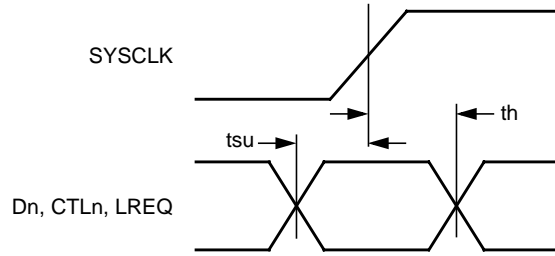 SYSCLK
th
tsu
Dn, CTLn, LREQ